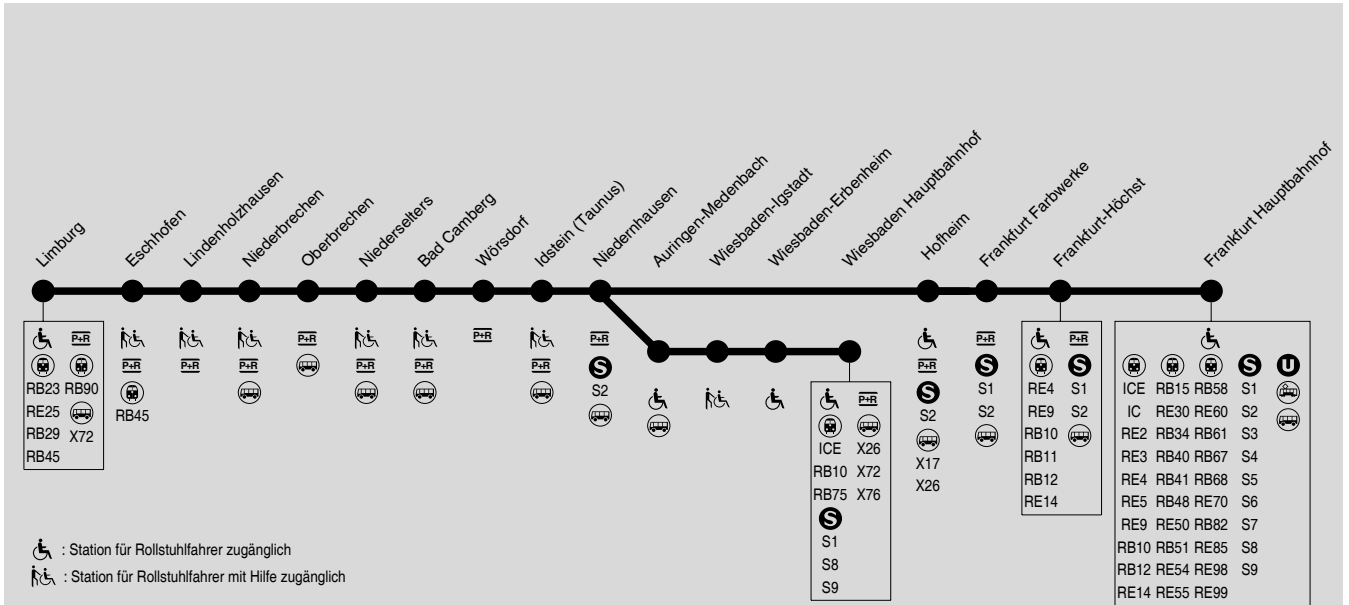 Limburg
Eschhofen
Lindenholzhausen
Niederbrechen
Oberbrechen
Niederselters
Bad Camberg
Wörsdorf
Idstein (Taunus)
Niedernhausen
Auringen-Medenbach
Wiesbaden-Igstadt
Wiesbaden-Erbenheim
Wiesbaden Hauptbahnhof
Hofheim
Frankfurt Farbwerke
Frankfurt-Höchst
Frankfurt Hauptbahnhof
P+R
RB23 RB90
RE25
RB29 X72
RB45
P+R
RB45
P+R
P+R
P+R
P+R
P+R
P+R
P+R
P+R
S
S2
P+R
ICE X26
RB10 X72
RB75 X76
S
S1
S8
S9
P+R
S
S2
X17
X26
P+R
S
S1
S2
P+R
S
RE4 S1
RE9 S2
RB10
RB11
RB12
RE14
S U
ICE RB15 RB58 S1
IC RE30 RE60 S2
RE2 RB34 RB61 S3
RE3 RB40 RB67 S4
RE4 RB41 RB68 S5
RE5 RB48 RE70 S6
RE9 RE50 RB82 S7
RB10 RB51 RE85 S8
RB12 RE54 RE98 S9
RE14 RE55 RE99
: Station für Rollstuhlfahrer zugänglich
: Station für Rollstuhlfahrer mit Hilfe zugänglich